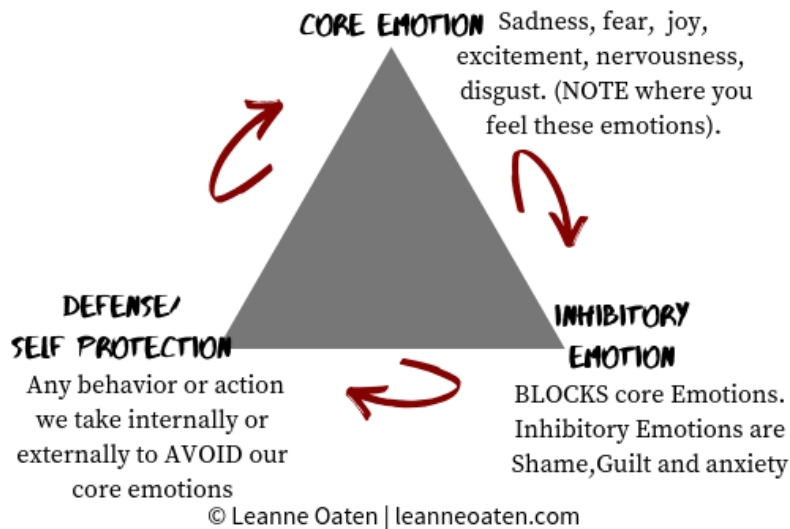 CORE EMOTION
Sadness, fear, joy,
excitement, nervousness,
disgust. (NOTE where you
feel these emotions).
DEFENSE/
SELF PROTECTION
Any behavior or action
we take internally or
externally to AVOID our
core emotions
INHIBITORY
EMOTION
BLOCKS core Emotions.
Inhibitory Emotions are
Shame,Guilt and anxiety
© Leanne Oaten | leanneoaten.com